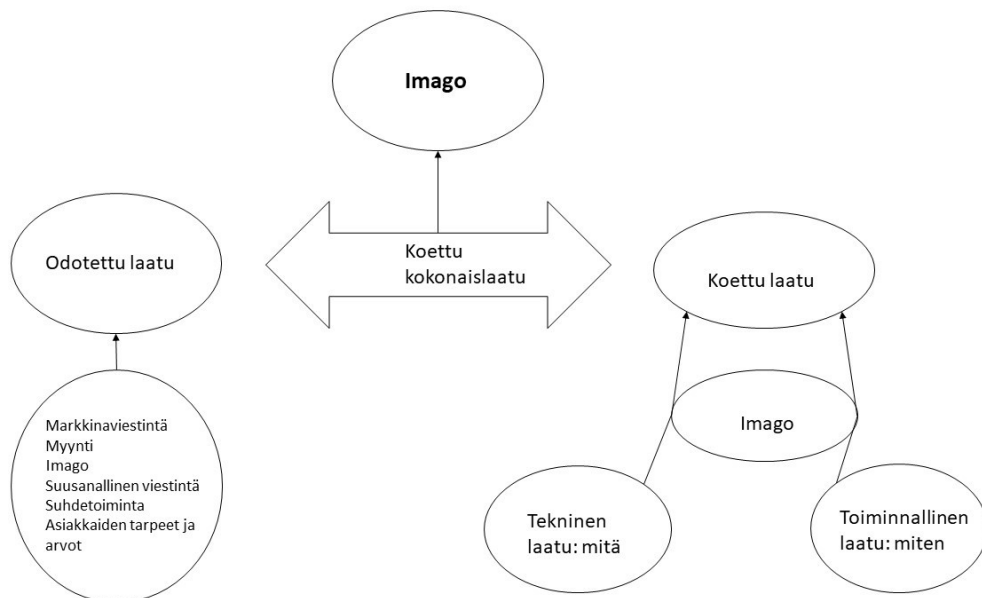 Imago
Odotettu laatu
Koettu
kokonaislaatu
Koettu laatu
Markkinaviestintä
Myynti
Imago
Suusanallinen viestintä
Suhdetoiminta
Asiakkaiden tarpeet ja
arvot
Imago
Tekninen
laatu: mitä
Toiminnallinen
laatu: miten